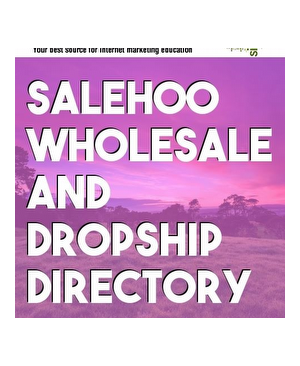 Your best source for internet marketing education
SALEHOO
WHOLESALE
AND
DROPSHIP
DIRECTORY